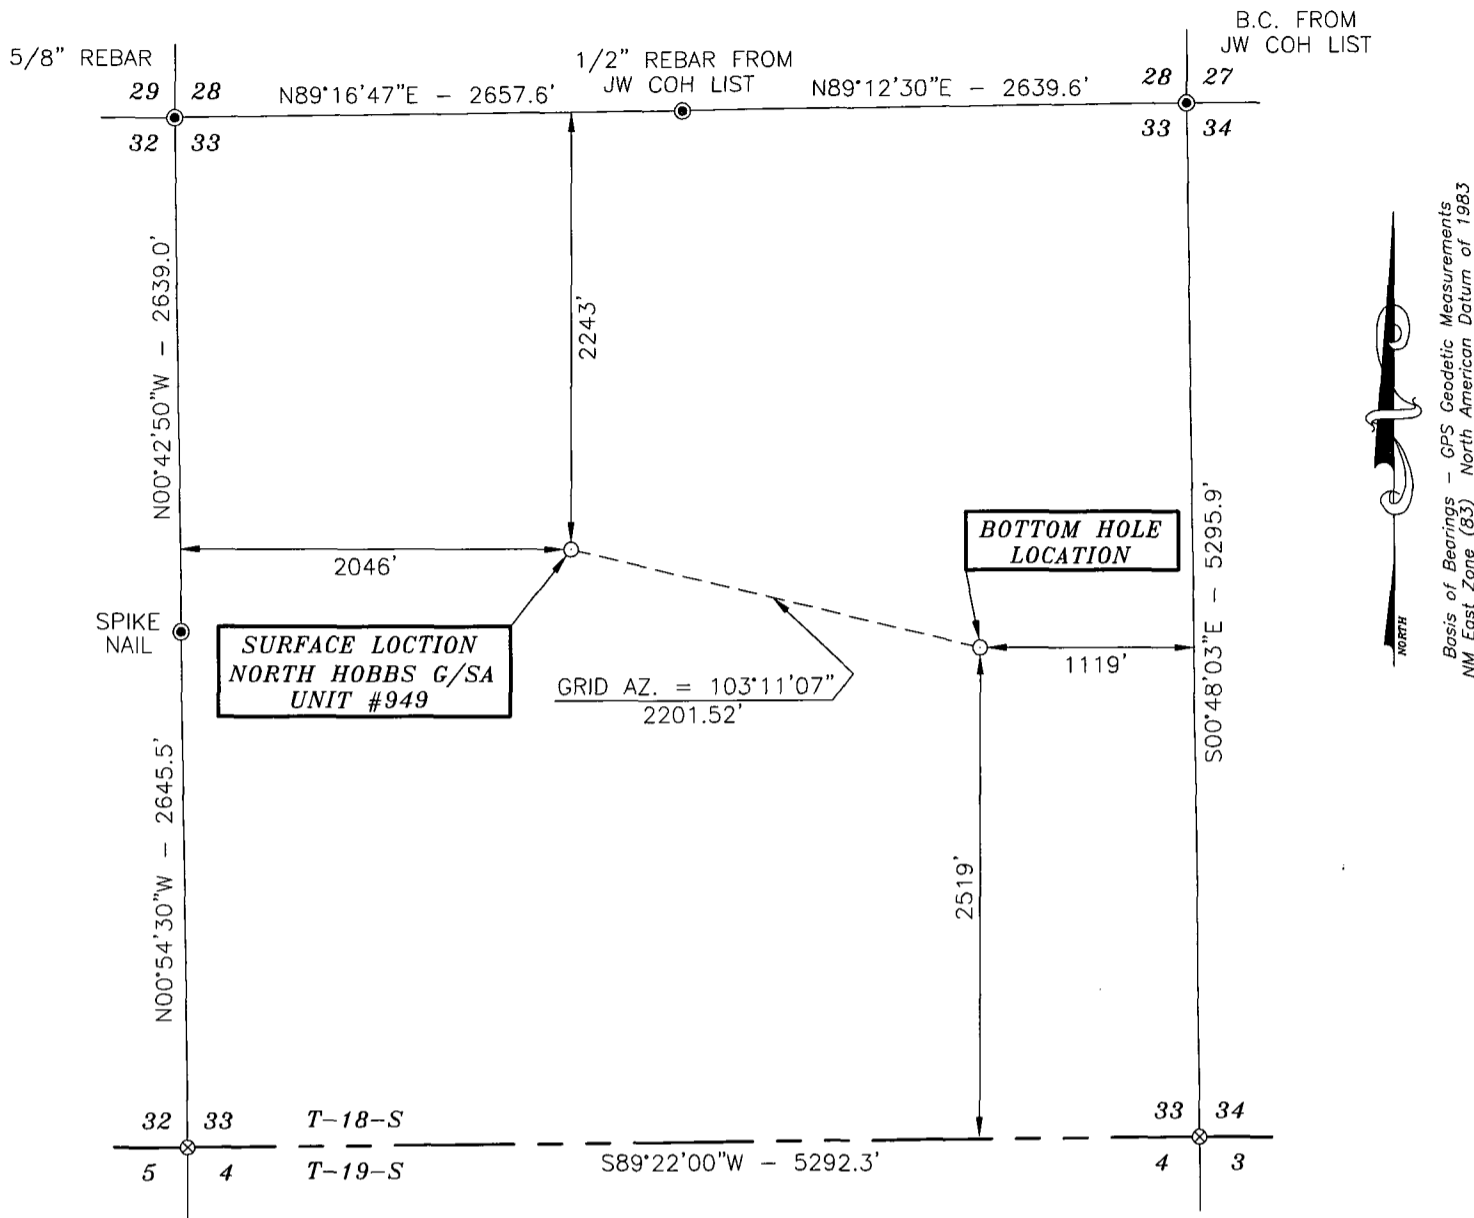 B.C. FROM
JW COH LIST
5/8" REBAR
1/2" REBAR FROM
JW COH LIST
29 28
N89°16'47"E - 2657.6'
N89°12'30"E - 2639.6'
28 27
32 33
33 34
N00°42'50"W - 2639.0'
2243'
Basis of Bearings - GPS Geodetic Measurements
NM East Zone (83) North American Datum of 1983
NORTH
S00°48'03"E - 5295.9'
BOTTOM HOLE
LOCATION
2046'
SPIKE
NAIL
SURFACE LOCTION
NORTH HOBBS G/SA
UNIT #949
1119'
GRID AZ. = 103°11'07"
2201.52'
N00°54'30"W - 2645.5'
2519'
32 33 T-18-S
33 34
5 4 T-19-S
S89°22'00"W - 5292.3'
4 3